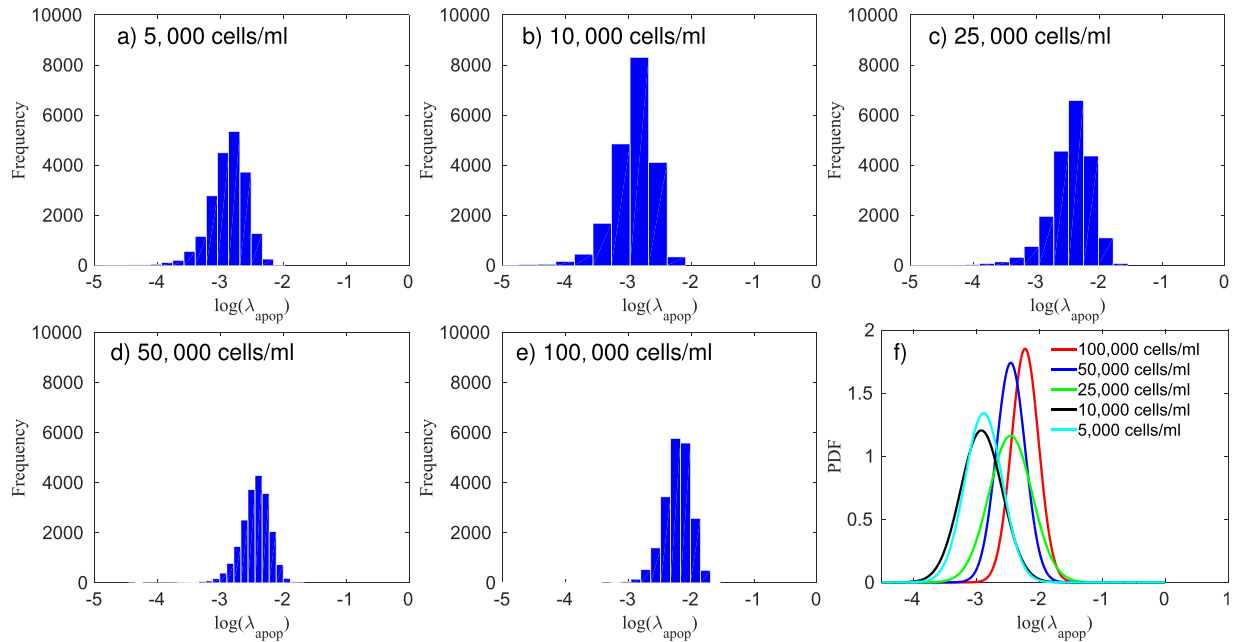 a) 5, 000 cells/ml
10000
8000
6000
4000
2000
0
Frequency
-5 -4 -3 -2 -1 0
log(λapop)
b) 10, 000 cells/ml
10000
8000
6000
4000
2000
0
Frequency
-5 -4 -3 -2 -1 0
log(λapop)
c) 25, 000 cells/ml
10000
8000
6000
4000
2000
0
Frequency
-5 -4 -3 -2 -1 0
log(λapop)
d) 50, 000 cells/ml
10000
8000
6000
4000
2000
0
Frequency
-5 -4 -3 -2 -1 0
log(λapop)
e) 100, 000 cells/ml
10000
8000
6000
4000
2000
0
Frequency
-5 -4 -3 -2 -1 0
log(λapop)
f)
100,000 cells/ml
50,000 cells/ml
25,000 cells/ml
10,000 cells/ml
5,000 cells/ml
2
1.5
1
0.5
0
PDF
-4 -3 -2 -1 0 1
log(λapop)